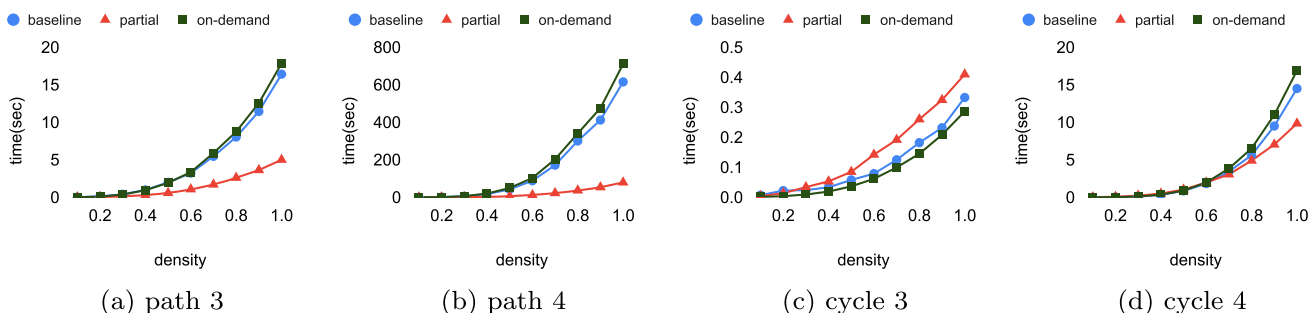 baseline partial on-demand
20
15
10
5
0
time(sec)
0.2 0.4 0.6 0.8 1.0
density
(a) path 3
baseline partial on-demand
800
600
400
200
0
time(sec)
0.2 0.4 0.6 0.8 1.0
density
(b) path 4
baseline partial on-demand
0.5
0.4
0.3
0.2
0.1
0.0
time(sec)
0.2 0.4 0.6 0.8 1.0
density
(c) cycle 3
baseline partial on-demand
20
15
10
5
0
time(sec)
0.2 0.4 0.6 0.8 1.0
density
(d) cycle 4